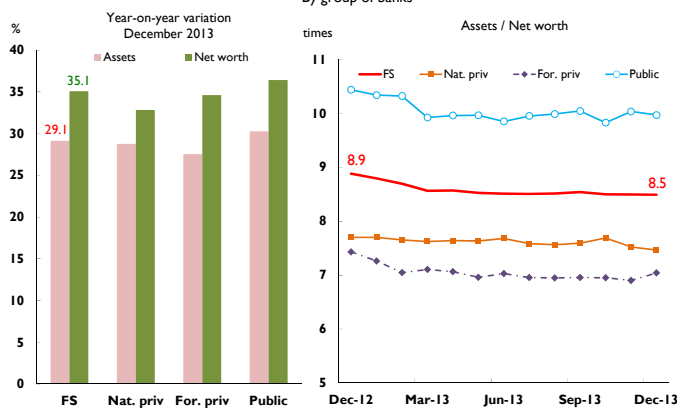 By group of banks
Year-on-year variation
December 2013
%
Assets
Net worth
40
35
30
25
20
15
10
5
0
35.1
29.1
FS Nat. priv For. priv Public
Assets / Net worth
times
FS Nat. priv For. priv Public
11
10
9
8
7
6
5
8.9
8.5
Dec-12 Mar-13 Jun-13 Sep-13 Dec-13